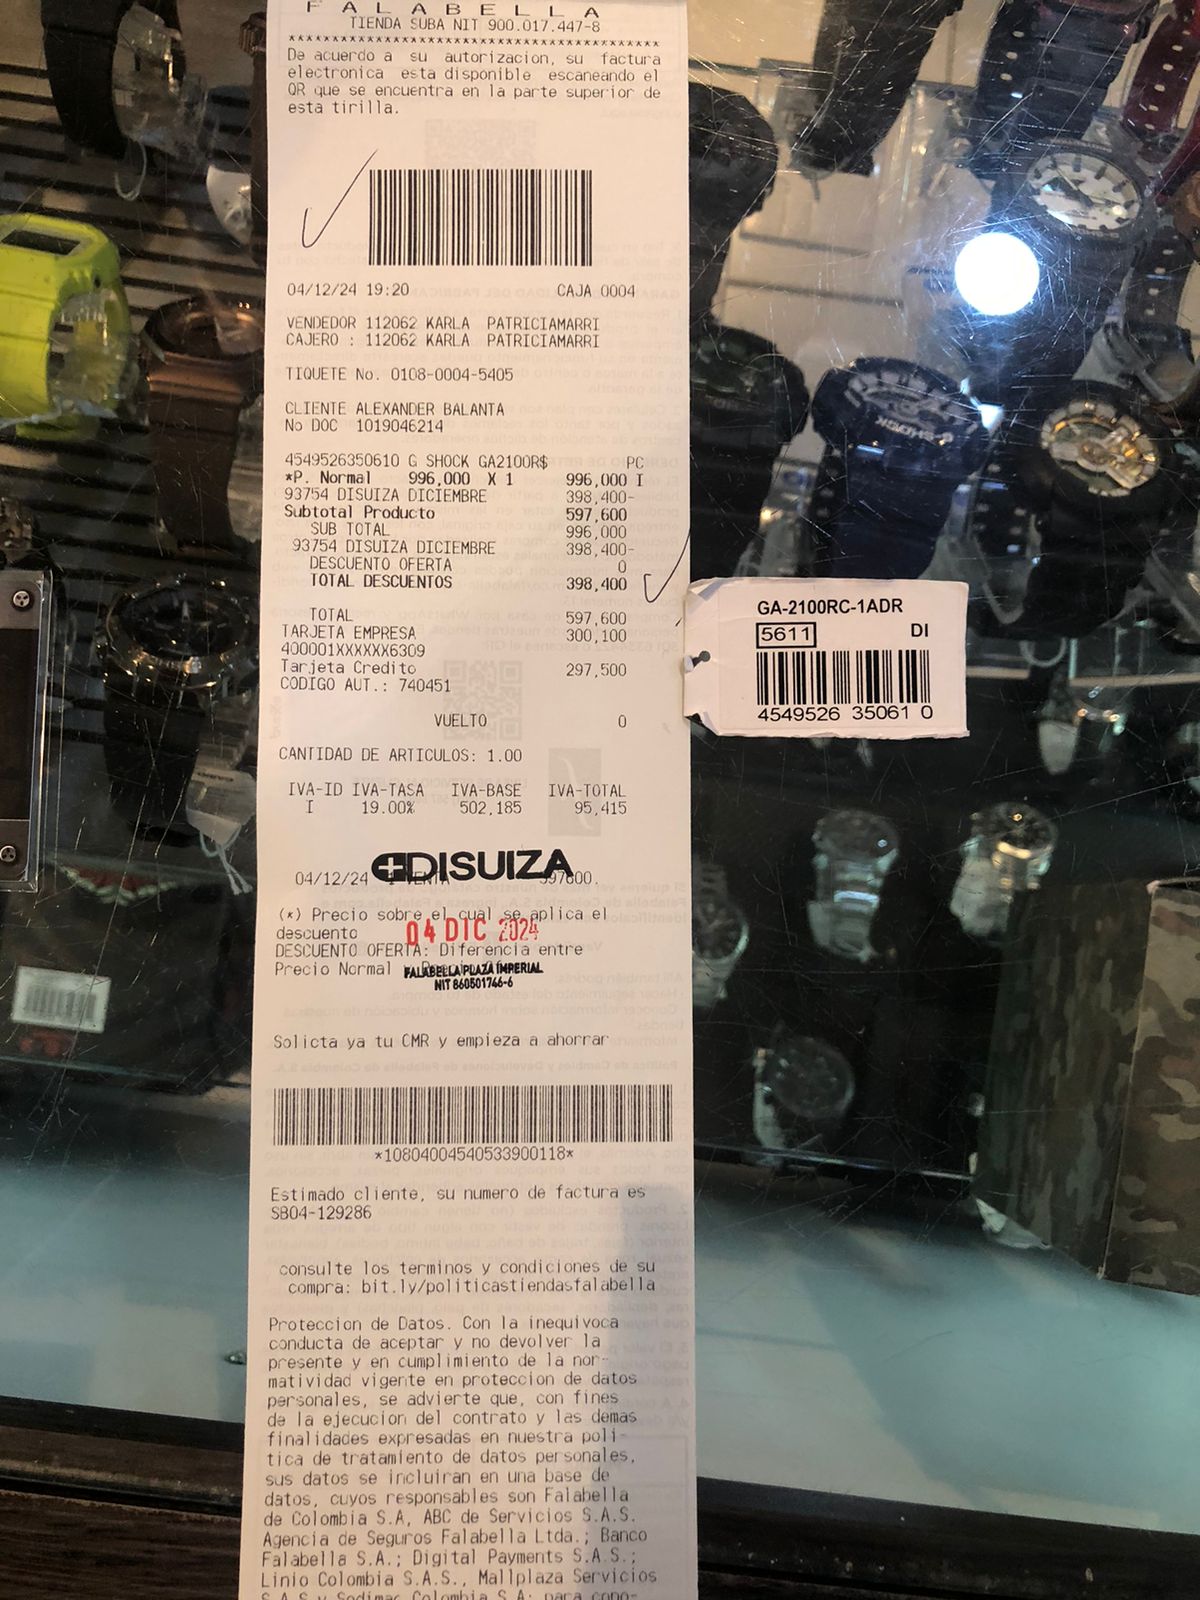 FALABELLA
TIENDA SUBA NIT 900.017.447-8
****************************************
De acuerdo a su autorizacion, su factura
electronica esta disponible escaneando el
QR que se encuentra en la parte superior de
esta tirilla.
04/12/24 19:20 CAJA 0004
VENDEDOR 112062 KARLA PATRICIAMARRI
CAJERO : 112062 KARLA PATRICIAMARRI
TIQUETE No. 0108-0004-5405
CLIENTE ALEXANDER BALANTA
No DOC 1019046214
4549526350610 G SHOCK GA2100R$ PC
*P. Normal 996,000 X 1 996,000 I
93754 DISUIZA DICIEMBRE 398,400-
Subtotal Producto 597,600
SUB TOTAL 996,000
93754 DISUIZA DICIEMBRE 398,400-
DESCUENTO OFERTA 0
TOTAL DESCUENTOS 398,400
TOTAL 597,600
TARJETA EMPRESA 300,100
400001XXXXXX6309
Tarjeta Credito 297,500
CODIGO AUT.: 740451
VUELTO 0
CANTIDAD DE ARTICULOS: 1.00
IVA-ID IVA-TASA IVA-BASE IVA-TOTAL
I 19.00% 502,185 95,415
DISUIZA
04/12/24
(*) Precio sobre el cual se aplica el
descuento
04 DIC 2024
DESCUENTO OFERTA: Diferencia entre
Precio Normal
FALABELLA PLAZA IMPERIAL
NIT 860501746-6
Solicta ya tu CMR y empieza a ahorrar
*10804004540533900118*
Estimado cliente, su numero de factura es
SB04-129286
consulte los terminos y condiciones de su
compra: bit.ly/politicastiendasfalabella
Proteccion de Datos. Con la inequivoca
conducta de aceptar y no devolver la
presente y en cumplimiento de la nor-
matividad vigente en proteccion de datos
personales, se advierte que, con fines
de la ejecucion del contrato y las demas
finalidades expresadas en nuestra poli-
tica de tratamiento de datos personales,
sus datos se incluiran en una base de
datos, cuyos responsables son Falabella
de Colombia S.A, ABC de Servicios S.A.S.
Agencia de Seguros Falabella Ltda.; Banco
Falabella S.A.; Digital Payments S.A.S.;
Linio Colombia S.A.S., Mallplaza Servicios
S.A.S y Sodimac Colombia S.A; para cono-
GA-2100RC-1ADR
5611 DI
4549526 35061 0